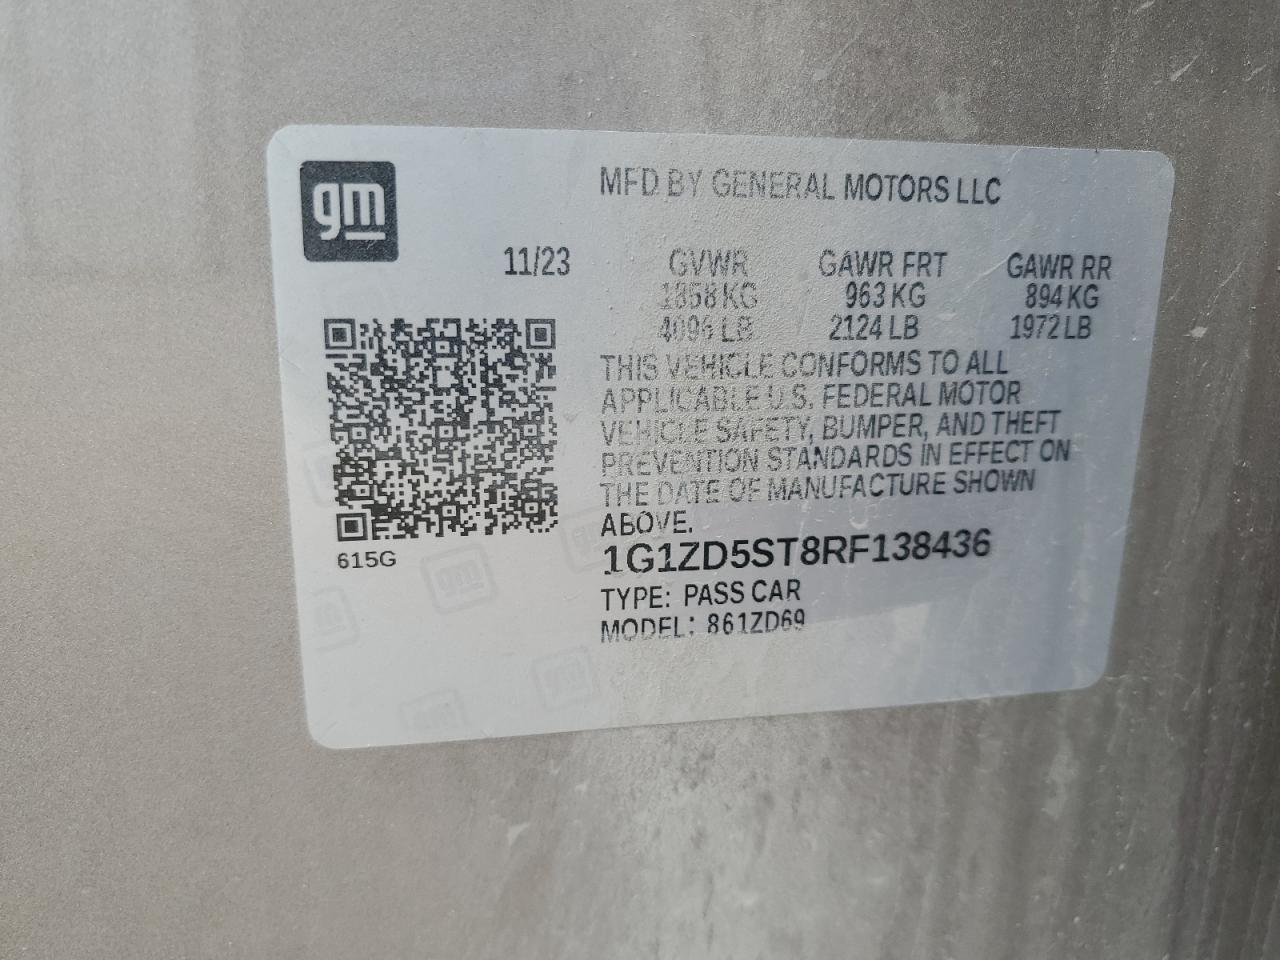 gm
MFD BY GENERAL MOTORS LLC
11/23
GVWR GAWR FRT GAWR RR
1858 KG 963 KG 894 KG
4096 LB 2124 LB 1972 LB
THIS VEHICLE CONFORMS TO ALL
APPLICABLE U.S. FEDERAL MOTOR
VEHICLE SAFETY, BUMPER, AND THEFT
PREVENTION STANDARDS IN EFFECT ON
THE DATE OF MANUFACTURE SHOWN
ABOVE.
1G1ZD5ST8RF138436
TYPE: PASS CAR
MODEL: 861ZD69
615G